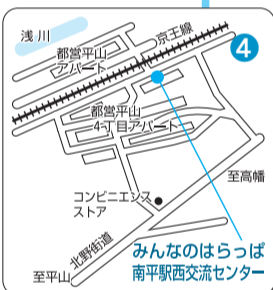 浅川
京王線
都営平山
アパート
4
都営平山
4丁目アパート
至高幡
コンビニエンス
ストア
北野街道
みんなのはらっぱ
南平駅西交流センター
至平山